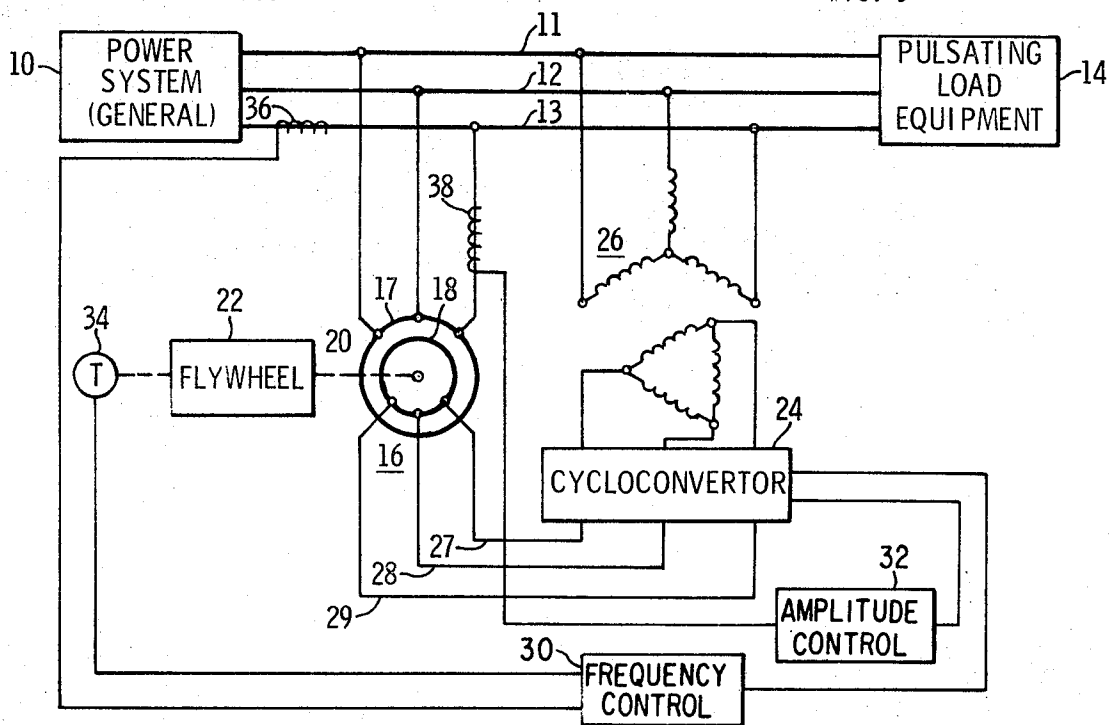 11
10
POWER
SYSTEM
(GENERAL)
12
36
13
PULSATING
LOAD
EQUIPMENT
14
38
26
17
18
34
22
20
T
FLYWHEEL
24
16
CYCLOCONVERTOR
27
28
29
32
AMPLITUDE
CONTROL
30
FREQUENCY
CONTROL